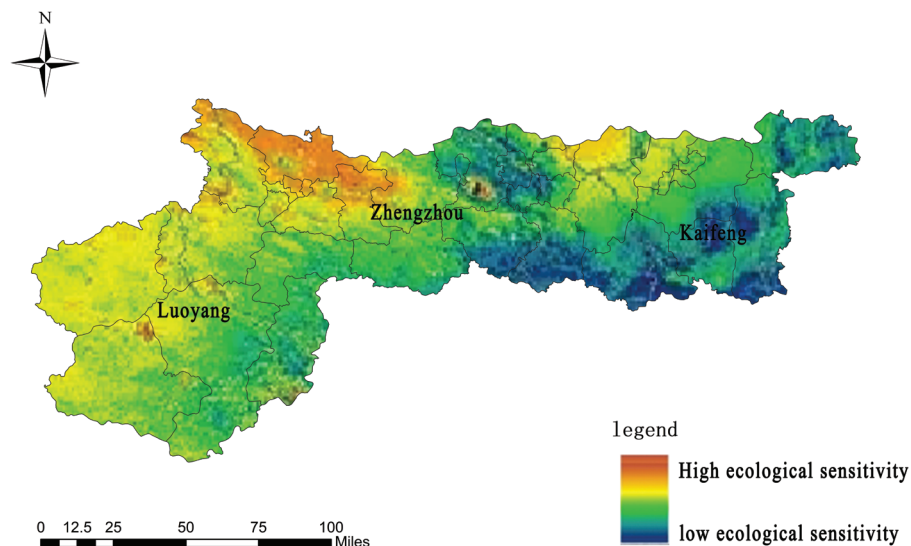 N
Zhengzhou
Kaifeng
Luoyang
legend
High ecological sensitivity
low ecological sensitivity
0 12.5 25 50 75 100
Miles